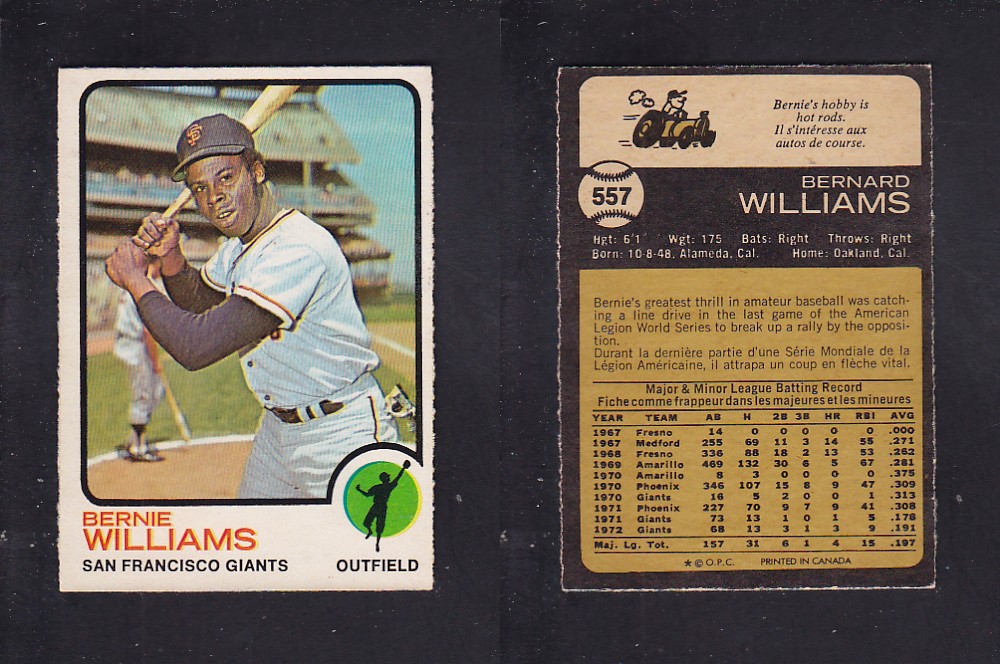 SF
BERNIE
WILLIAMS
SAN FRANCISCO GIANTS
OUTFIELD
Bernie's hobby is
hot rods.
Il s'intéresse aux
autos de course.
557
BERNARD
WILLIAMS
Hgt: 6'1 Wgt: 175 Bats: Right Throws: Right
Born: 10-8-48, Alameda, Cal. Home: Oakland, Cal.
Bernie's greatest thrill in amateur baseball was catch-
ing a line drive in the last game of the American
Legion World Series to break up a rally by the opposi-
tion.
Durant la dernière partie d'une Série Mondiale de la
Légion Américaine, il attrapa un coup en flèche vital.
Major & Minor League Batting Record
Fiche comme frappeur dans les majeures et les mineures
YEAR TEAM AB H 2B 3B HR RBI AVG
1967 Fresno 14 0 0 0 0 0 .000
1967 Medford 255 69 11 3 14 55 .271
1968 Fresno 336 88 18 2 13 53 .262
1969 Amarillo 469 132 30 6 5 67 .281
1970 Amarillo 8 3 0 0 0 0 .375
1970 Phoenix 346 107 15 8 9 47 .309
1970 Giants 16 5 2 0 0 1 .313
1971 Phoenix 227 70 9 7 9 41 .308
1971 Giants 73 13 1 0 1 5 .178
1972 Giants 68 13 3 1 3 9 .191
Maj. Lg. Tot. 157 31 6 1 4 15 .197
★ © O.P.C. PRINTED IN CANADA